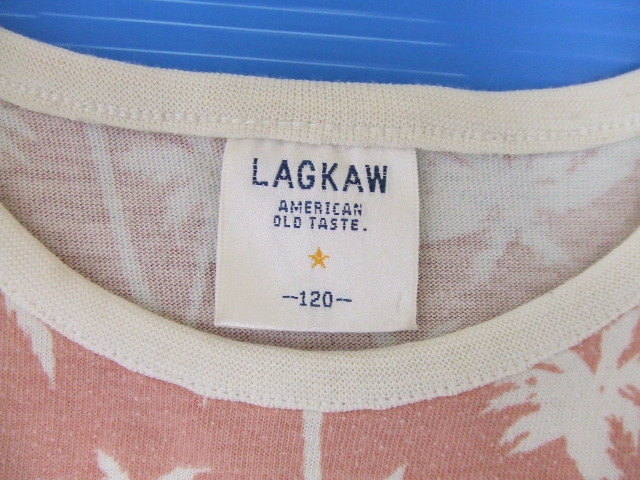 LAGKAW
AMERICAN
OLD TASTE.
--120--